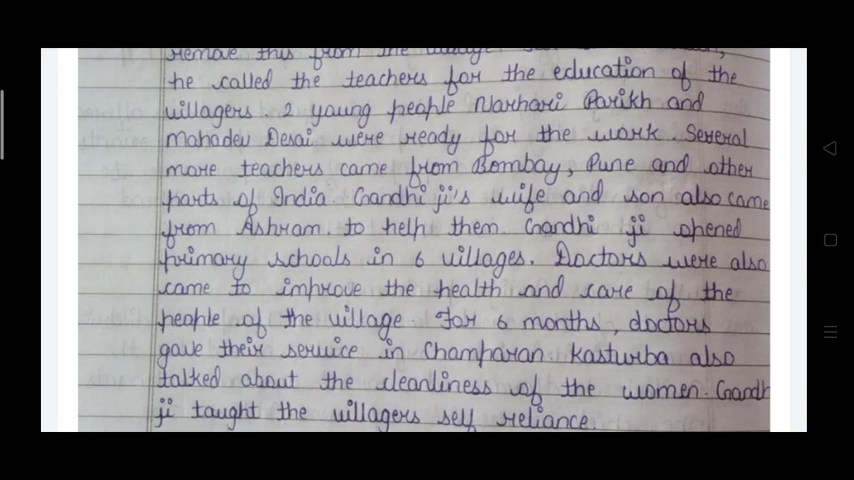 remove this from the village.
he called the teachers for the education of the
villagers. 2 young people Narhari Parikh and
Mahadev Desai were ready for the work. Several
more teachers came from Bombay, Pune and other
parts of India. Gandhi ji's wife and son also came
from Ashram to help them. Gandhi ji opened
primary schools in 6 villages. Doctors were also
came to improve the health and care of the
people of the village. For 6 months, doctors
gave their service in Champaran Kasturba also
talked about the cleanliness of the women. Gandh
ji taught the villagers self reliance